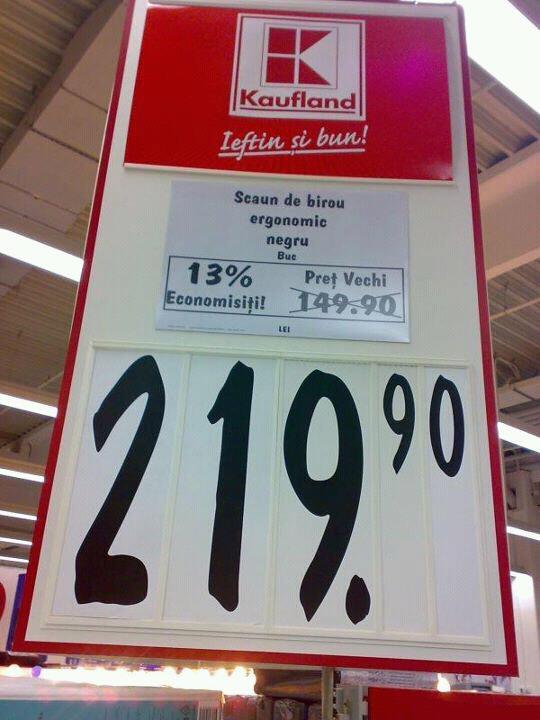 Kaufland
Ieftin și bun!
Scaun de birou
ergonomic
negru
Buc
13% Preț Vechi
Economisiți! 149.90
LEI
219.90